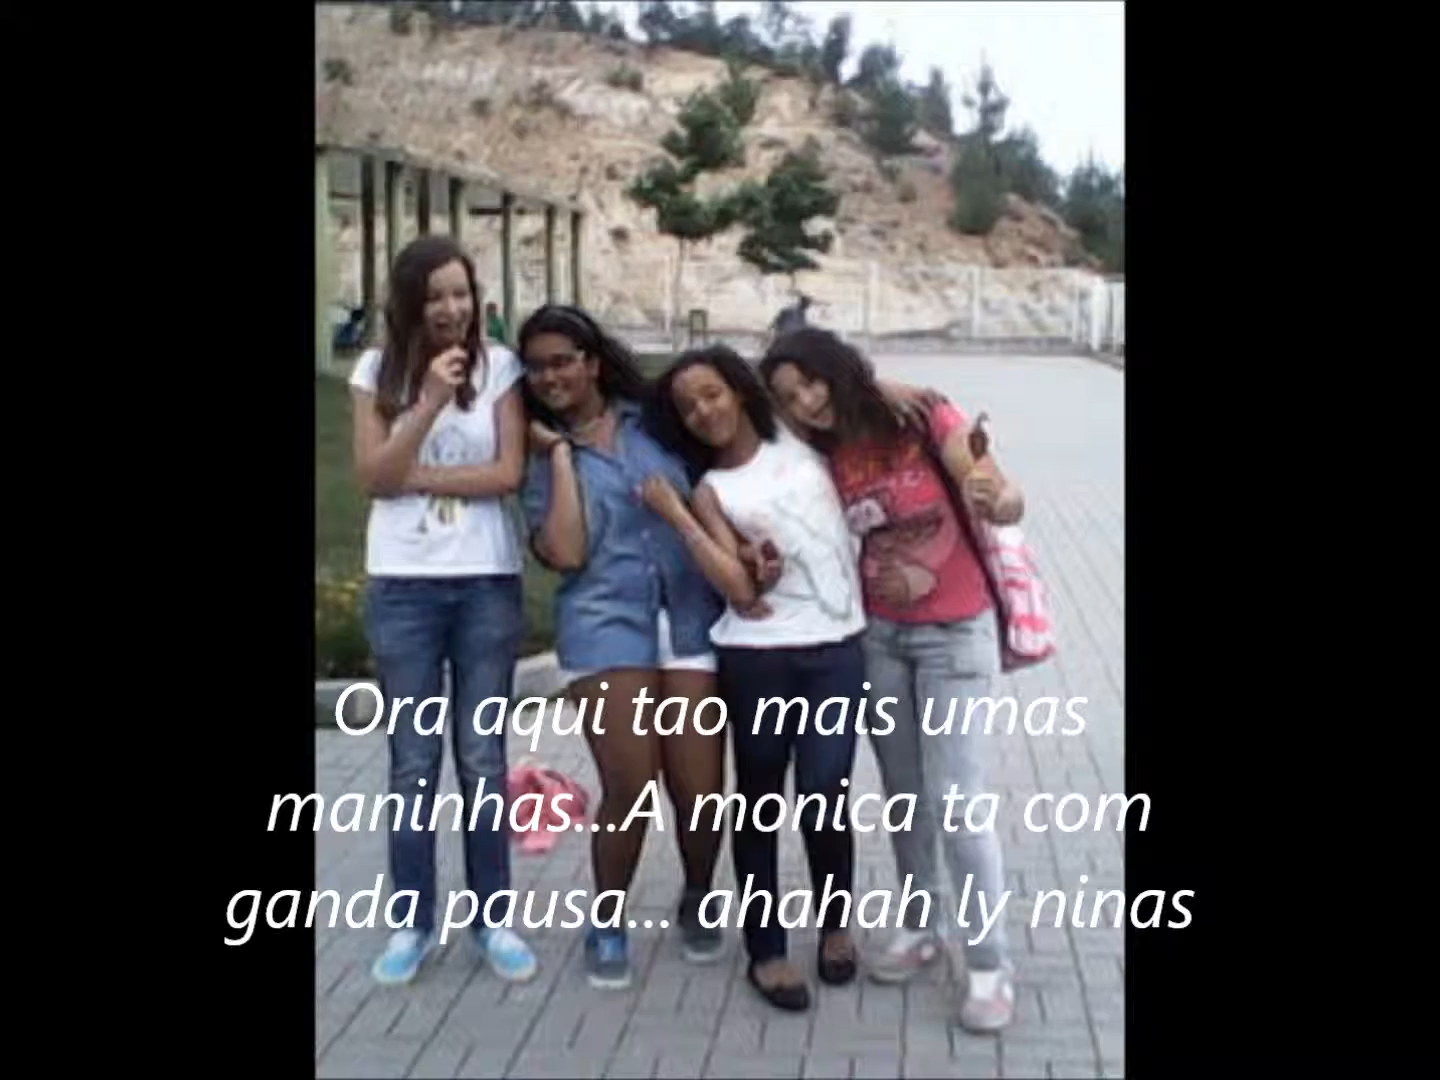 Ora aqui tao mais umas
maninhas...A monica ta com
ganda pausa... ahahah ly ninas